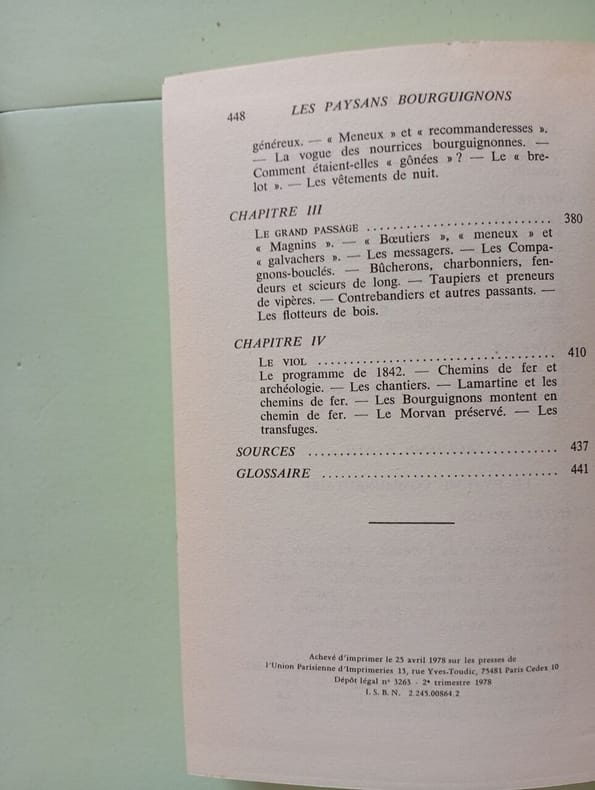 448 LES PAYSANS BOURGUIGNONS
généreux. — « Meneux » et « recommanderesses ».
— La vogue des nourrices bourguignonnes. —
Comment étaient-elles « gônées » ? — Le « bre-
lot ». — Les vêtements de nuit.
CHAPITRE III
LE GRAND PASSAGE .............................. 380
« Magnins ». — « Bœutiers », « meneux » et
« galvachers ». — Les messagers. — Les Compa-
gnons-bouclés. — Bûcherons, charbonniers, fen-
deurs et scieurs de long. — Taupiers et preneurs
de vipères. — Contrebandiers et autres passants. —
Les flotteurs de bois.
CHAPITRE IV
LE VIOL ...................................... 410
Le programme de 1842. — Chemins de fer et
archéologie. — Les chantiers. — Lamartine et les
chemins de fer. — Les Bourguignons montent en
chemin de fer. — Le Morvan préservé. — Les
transfuges.
SOURCES ...................................... 437
GLOSSAIRE .................................... 441
Achevé d'imprimer le 25 avril 1978 sur les presses de
l'Union Parisienne d'Imprimeries 13, rue Yves-Toudic, 75481 Paris Cedex 10
Dépôt légal n° 3263 - 2e trimestre 1978
I. S. B. N. 2.245.00864.2